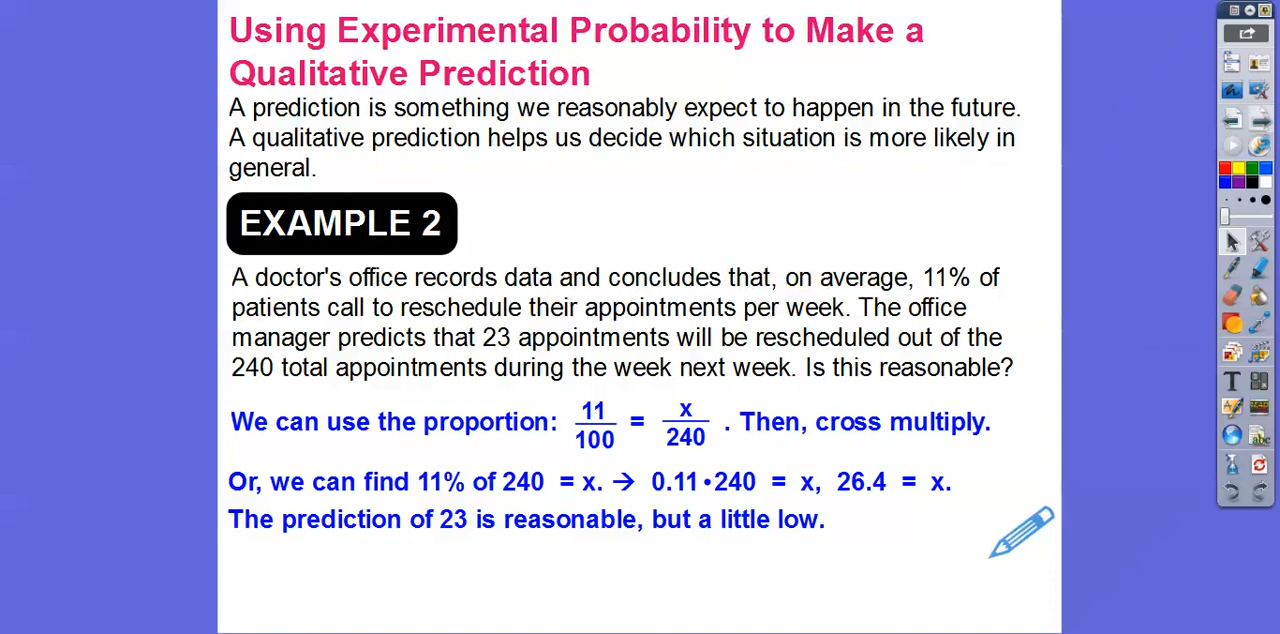 Using Experimental Probability to Make a
Qualitative Prediction
A prediction is something we reasonably expect to happen in the future.
A qualitative prediction helps us decide which situation is more likely in
general.
EXAMPLE 2
A doctor's office records data and concludes that, on average, 11% of
patients call to reschedule their appointments per week. The office
manager predicts that 23 appointments will be rescheduled out of the
240 total appointments during the week next week. Is this reasonable?
We can use the proportion: 11/100 = x/240 . Then, cross multiply.
Or, we can find 11% of 240 = x. → 0.11•240 = x, 26.4 = x.
The prediction of 23 is reasonable, but a little low.
T
abc